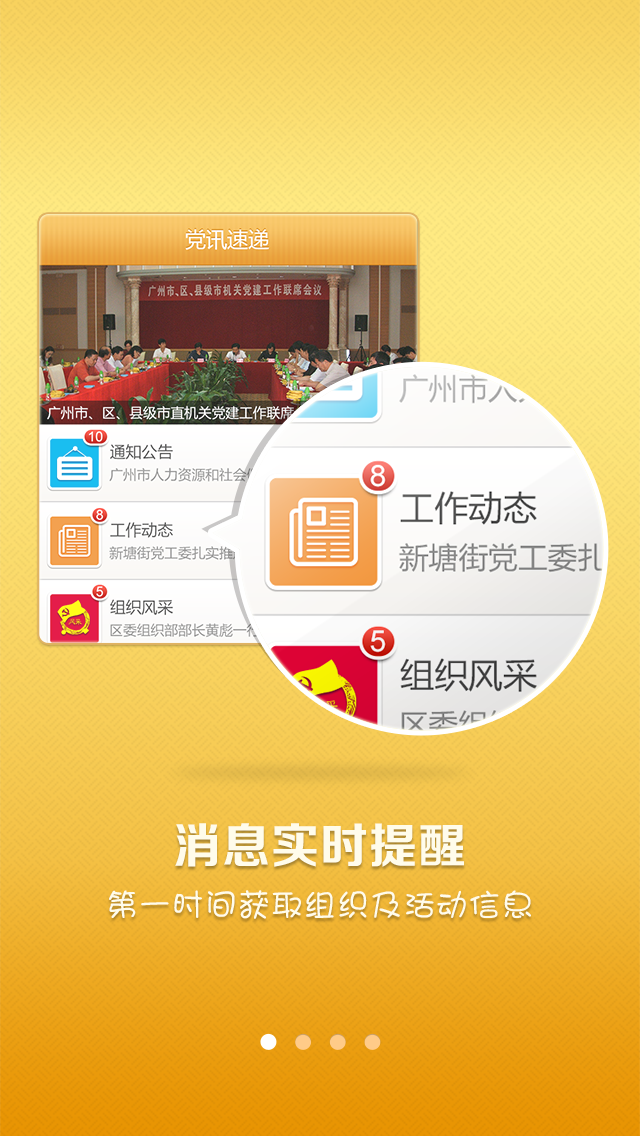 党讯速递
广州市、区、县级市机关党建工作联席会议
广州市、区、县级市直机关党建工作联席
10
通知公告
广州市人力资源和社会
8
工作动态
新塘街党工委扎实推
5
组织风采
区委组织部部长黄彪一行
风采
广州市人
8
工作动态
新塘街党工委扎
5
组织风采
区委组织
消息实时提醒
第一时间获取组织及活动信息